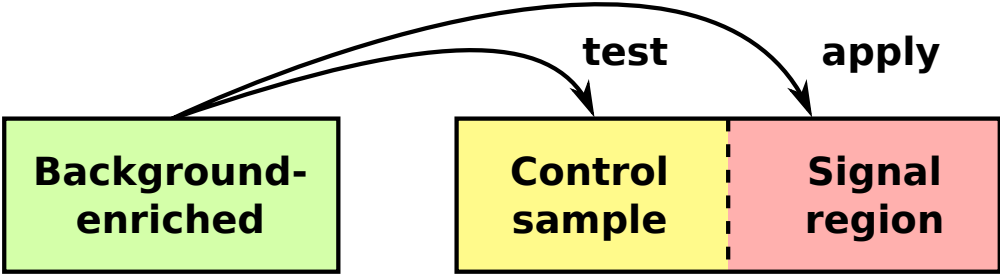 test
apply
Background-
enriched
Control
sample
Signal
region